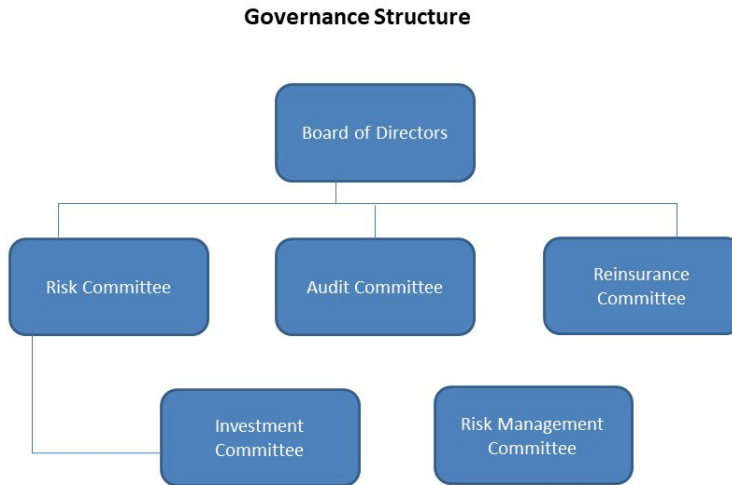 Governance Structure
Board of Directors
Risk Committee
Audit Committee
Reinsurance
Committee
Investment
Committee
Risk Management
Committee